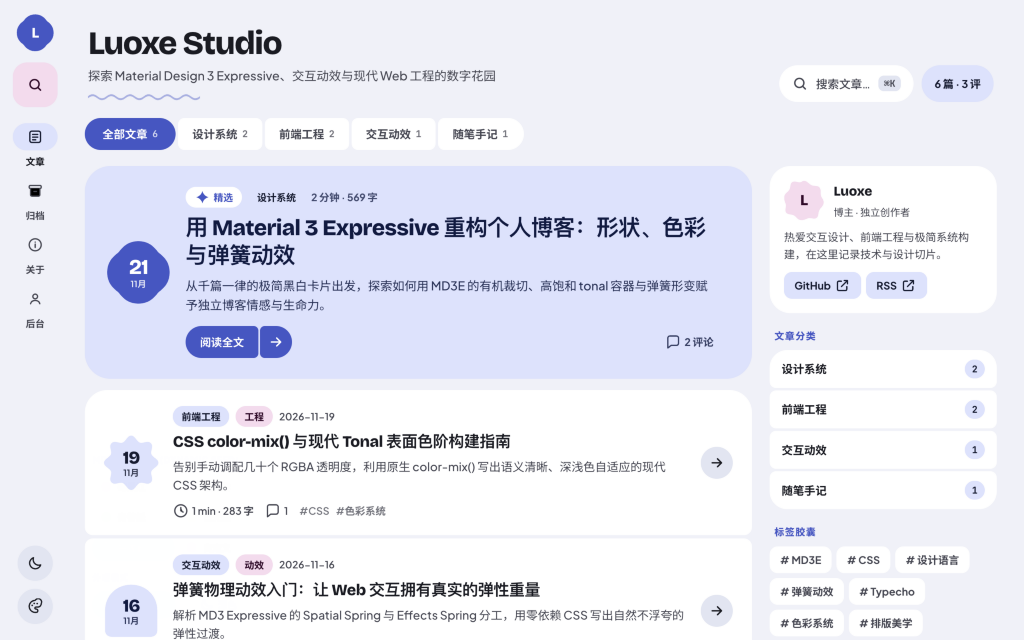 L
文章
归档
关于
后台
Luoxe Studio
探索 Material Design 3 Expressive、交互动效与现代 Web 工程的数字花园
搜索文章... ⌘K
6 篇 · 3 评
全部文章 6
设计系统 2
前端工程 2
交互动效 1
随笔手记 1
21
11月
精选 设计系统 2 分钟 · 569 字
用 Material 3 Expressive 重构个人博客：形状、色彩
与弹簧动效
从千篇一律的极简黑白卡片出发，探索如何用 MD3E 的有机裁切、高饱和 tonal 容器与弹簧形变赋
予独立博客情感与生命力。
阅读全文
2 评论
19
11月
前端工程 工程 2026-11-19
CSS color-mix() 与现代 Tonal 表面色阶构建指南
告别手动调配几十个 RGBA 透明度，利用原生 color-mix() 写出语义清晰、深浅色自适应的现代
CSS 架构。
1 min · 283 字 1 #CSS #色彩系统
16
11月
交互动效 动效 2026-11-16
弹簧物理动效入门：让 Web 交互拥有真实的弹性重量
解析 MD3 Expressive 的 Spatial Spring 与 Effects Spring 分工，用零依赖 CSS 写出自然不浮夸的
弹性过渡。
L
Luoxe
博主 · 独立创作者
热爱交互设计、前端工程与极简系统构
建，在这里记录技术与设计切片。
GitHub
RSS
文章分类
设计系统 2
前端工程 2
交互动效 1
随笔手记 1
标签胶囊
# MD3E # CSS # 设计语言
# 弹簧动效 # Typecho
# 色彩系统 # 排版美学